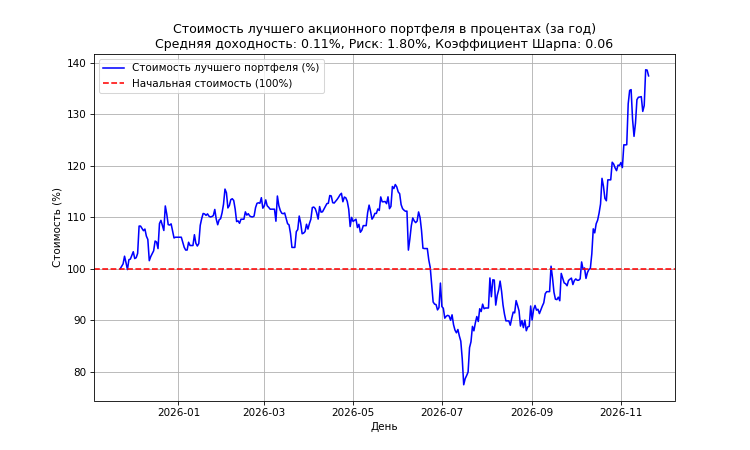 Стоимость лучшего акционного портфеля в процентах (за год)
Средняя доходность: 0.11%, Риск: 1.80%, Коэффициент Шарпа: 0.06
Стоимость лучшего портфеля (%)
Начальная стоимость (100%)
Стоимость (%)
140
130
120
110
100
90
80
2026-01
2026-03
2026-05
2026-07
2026-09
2026-11
День